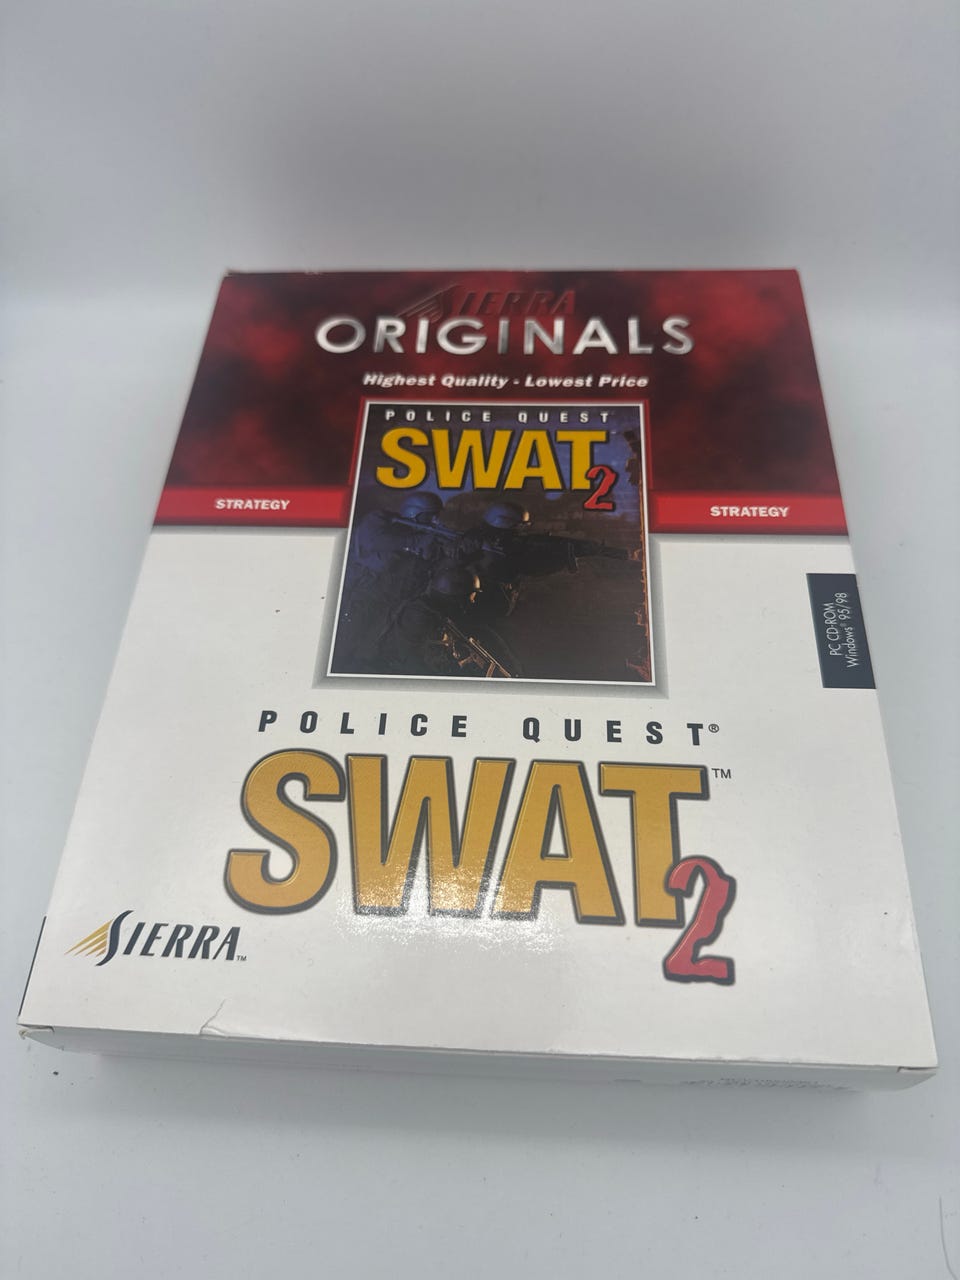 SIERRA
ORIGINALS
Highest Quality - Lowest Price
POLICE QUEST
SWAT 2
STRATEGY
STRATEGY
PC CD-ROM
Windows® 95/98
POLICE QUEST®
SWAT™ 2
SIERRA™